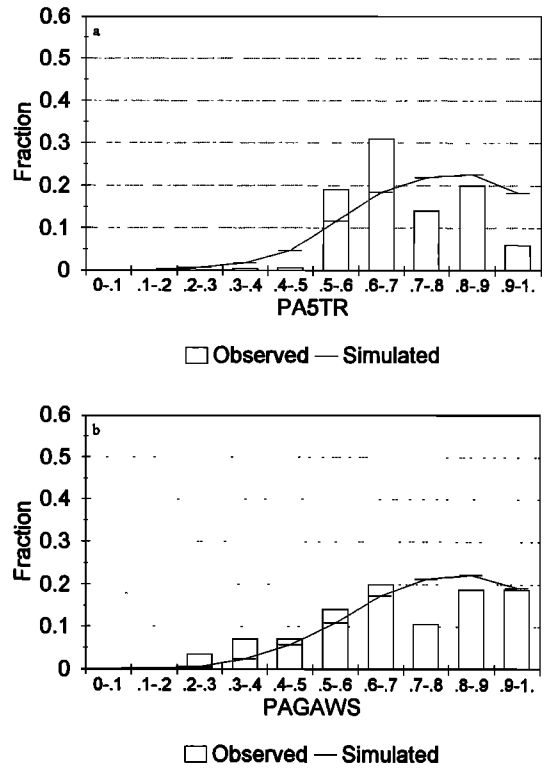 a
0.6
0.5
0.4
0.3
0.2
0.1
0
Fraction
0-.1 .1-.2 .2-.3 .3-.4 .4-.5 .5-.6 .6-.7 .7-.8 .8-.9 .9-1.
PA5TR
Observed Simulated
b
0.6
0.5
0.4
0.3
0.2
0.1
0
Fraction
0-.1 .1-.2 .2-.3 .3-.4 .4-.5 .5-.6 .6-.7 .7-.8 .8-.9 .9-1.
PAGAWS
Observed Simulated